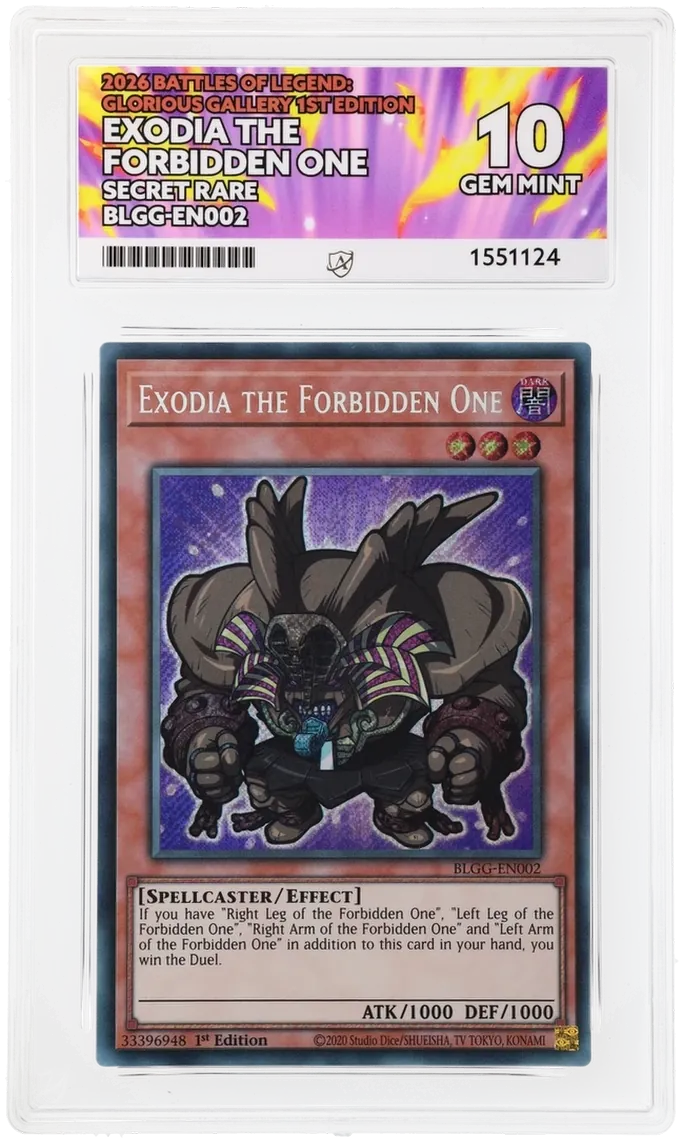 2026 BATTLES OF LEGEND:
GLORIOUS GALLERY 1ST EDITION
EXODIA THE
FORBIDDEN ONE
SECRET RARE
BLGG-EN002
10
GEM MINT
A
1551124
EXODIA THE FORBIDDEN ONE
DARK
闇
BLGG-EN002
[SPELLCASTER/EFFECT]
If you have "Right Leg of the Forbidden One", "Left Leg of the
Forbidden One", "Right Arm of the Forbidden One" and "Left Arm
of the Forbidden One" in addition to this card in your hand, you
win the Duel.
ATK/1000 DEF/1000
33396948 1st Edition ©2020 Studio Dice/SHUEISHA, TV TOKYO, KONAMI